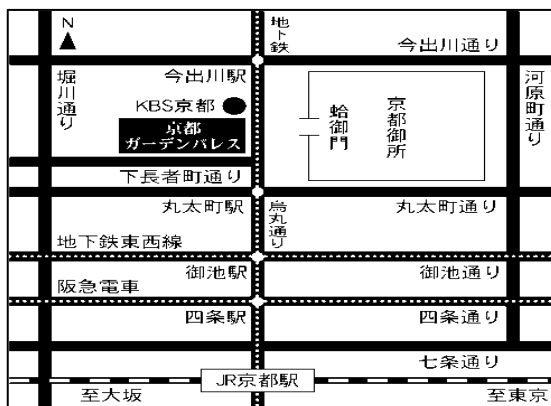 N
地下鉄
今出川通り
今出川駅
堀川通り
KBS京都
京都
ガーデンパレス
蛤御門
京都御所
河原町通り
下長者町通り
丸太町駅
烏丸通り
丸太町通り
地下鉄東西線
御池駅
御池通り
阪急電車
四条駅
四条通り
七条通り
JR京都駅
至大坂
至東京